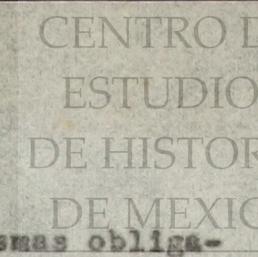 CENTRO D
ESTUDIO
DE HISTOR
DE MEXIC
smas obliga-